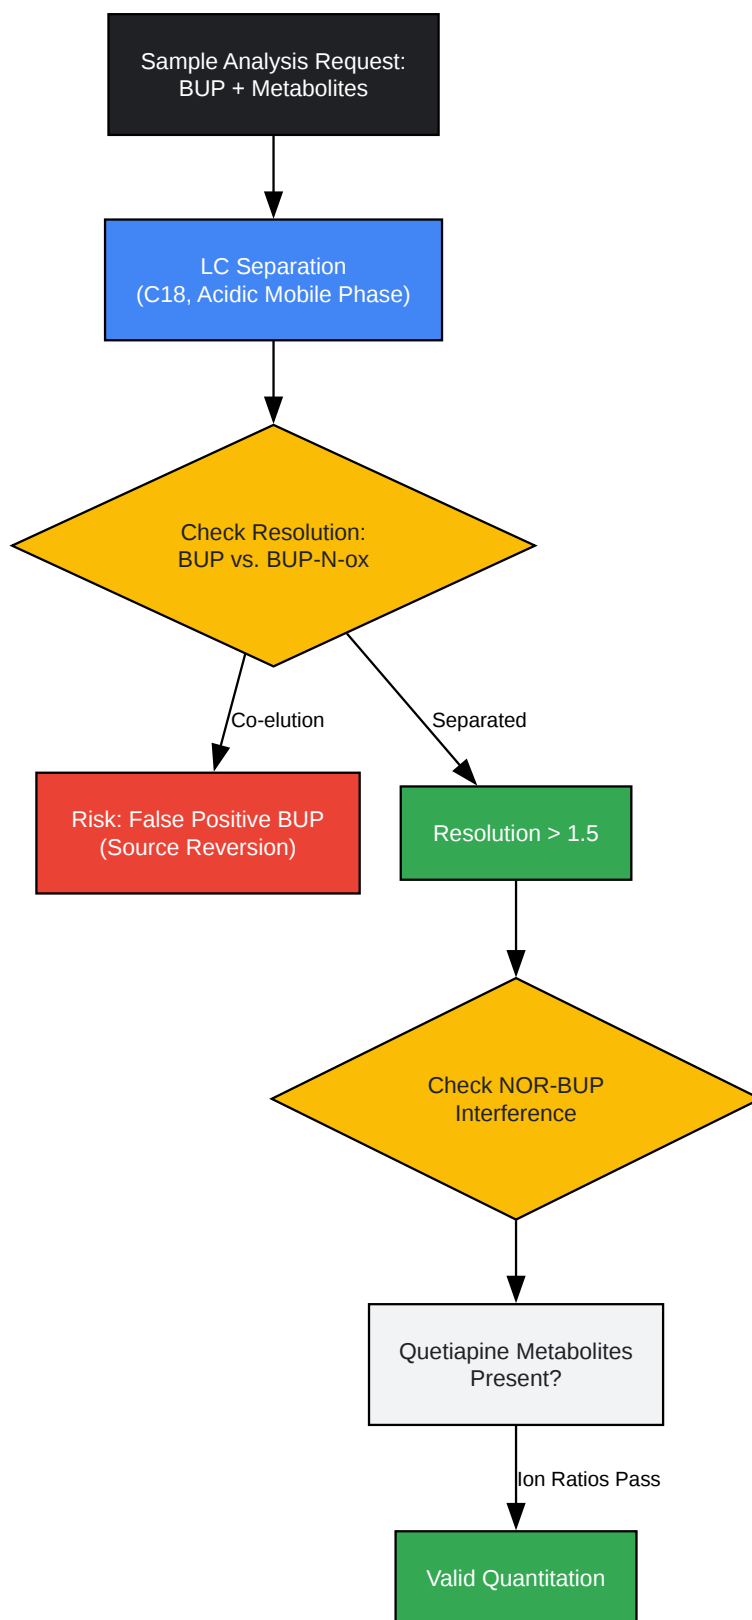 Sample Analysis Request:
BUP + Metabolites
LC Separation
(C18, Acidic Mobile Phase)
Check Resolution:
BUP vs. BUP-N-ox
Co-elution
Separated
Risk: False Positive BUP
(Source Reversion)
Resolution > 1.5
Check NOR-BUP
Interference
Quetiapine Metabolites
Present?
Ion Ratios Pass
Valid Quantitation